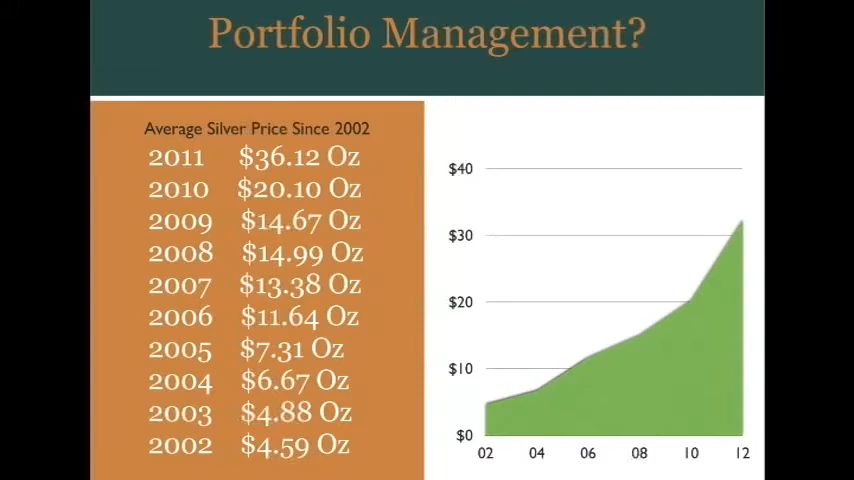 Portfolio Management?
Average Silver Price Since 2002
2011 $36.12 Oz
2010 $20.10 Oz
2009 $14.67 Oz
2008 $14.99 Oz
2007 $13.38 Oz
2006 $11.64 Oz
2005 $7.31 Oz
2004 $6.67 Oz
2003 $4.88 Oz
2002 $4.59 Oz
$40
$30
$20
$10
$0
02 04 06 08 10 12